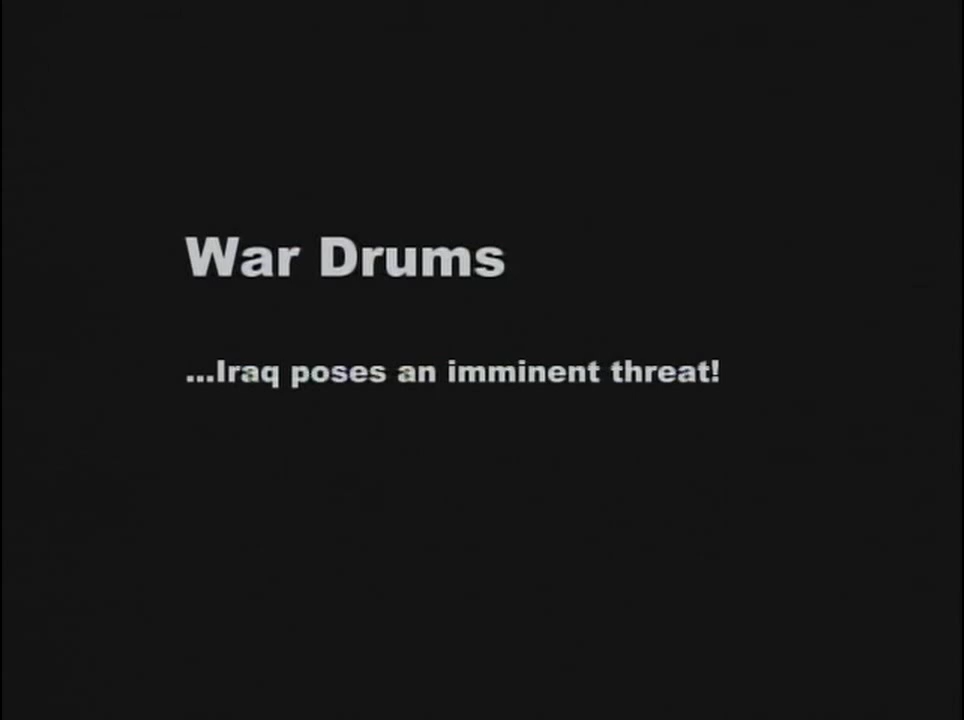 War Drums
...Iraq poses an imminent threat!